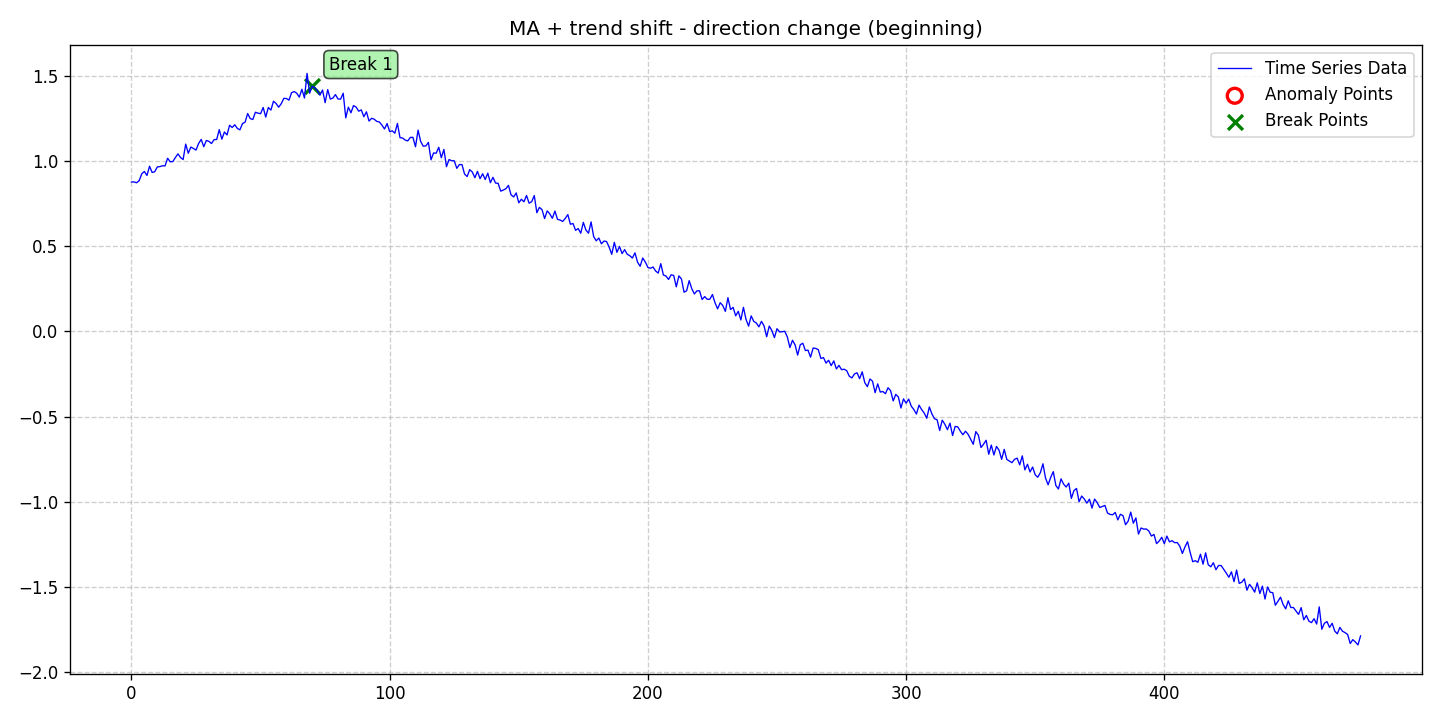 MA + trend shift - direction change (beginning)
Break 1
Time Series Data
Anomaly Points
Break Points
1.5
1.0
0.5
0.0
−0.5
−1.0
−1.5
−2.0
0 100 200 300 400